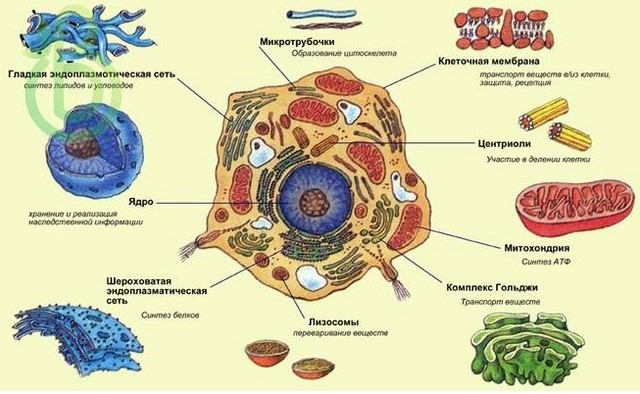 Микротрубочки
Образование цитоскелета
Клеточная мембрана
транспорт веществ в/из клетки,
защита, рецепция
Гладкая эндоплазмотическая сеть
синтез липидов и углеводов
Центриоли
Участие в делении клетки
Ядро
хранение и реализация
наследственной информации
Митохондрия
Синтез АТФ
Шероховатая
эндоплазматическая
сеть
Синтез белков
Комплекс Гольджи
Транспорт веществ
Лизосомы
переваривание веществ